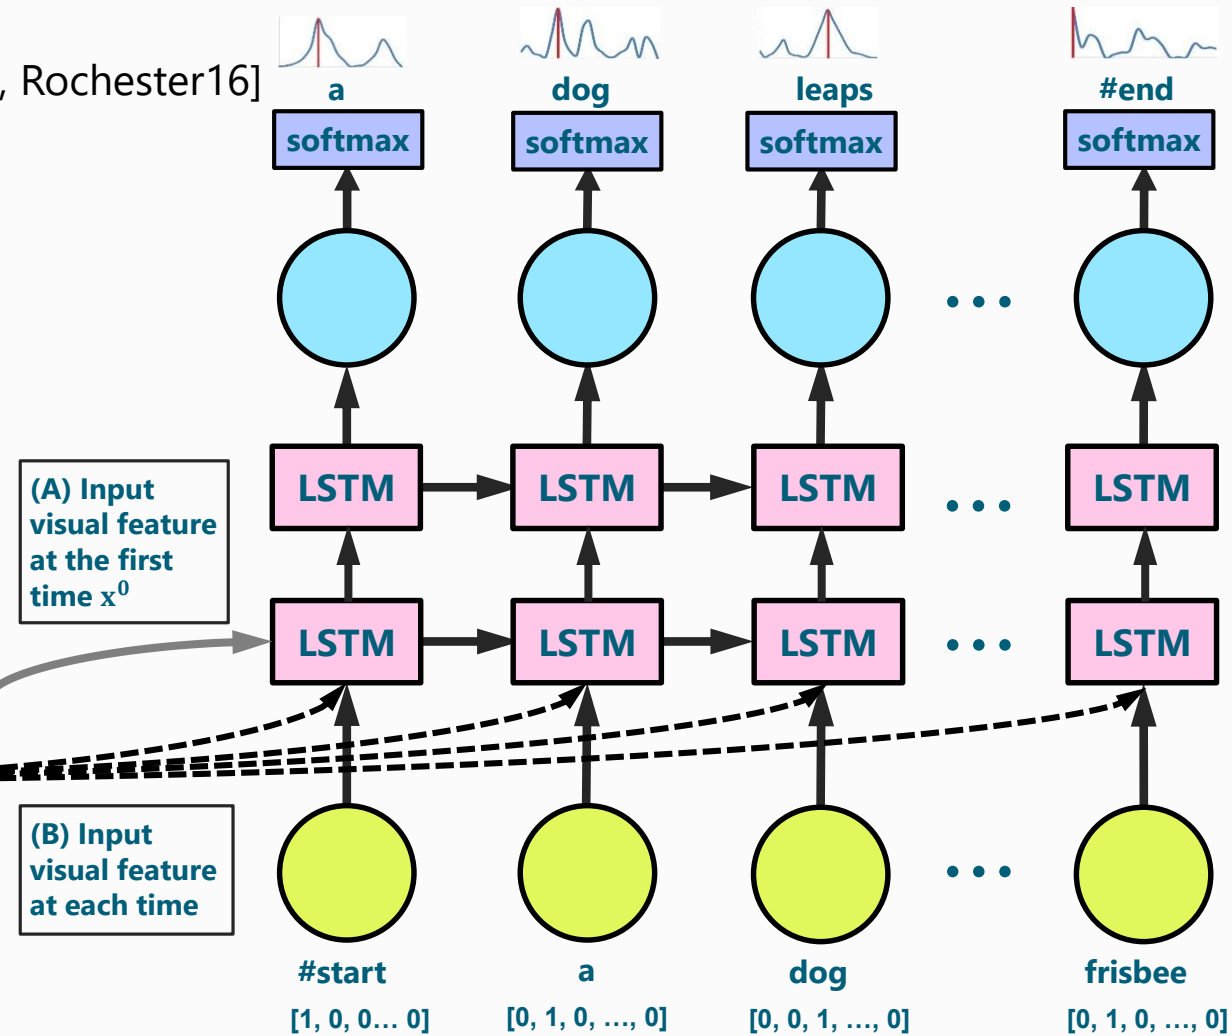 , Rochester16]
a dog leaps #end
softmax softmax softmax softmax
(A) Input
visual feature
at the first
time x⁰
LSTM LSTM LSTM ... LSTM
LSTM LSTM LSTM ... LSTM
(B) Input
visual feature
at each time
#start a dog frisbee
[1, 0, 0... 0] [0, 1, 0, ..., 0] [0, 0, 1, ..., 0] [0, 1, 0, ..., 0]